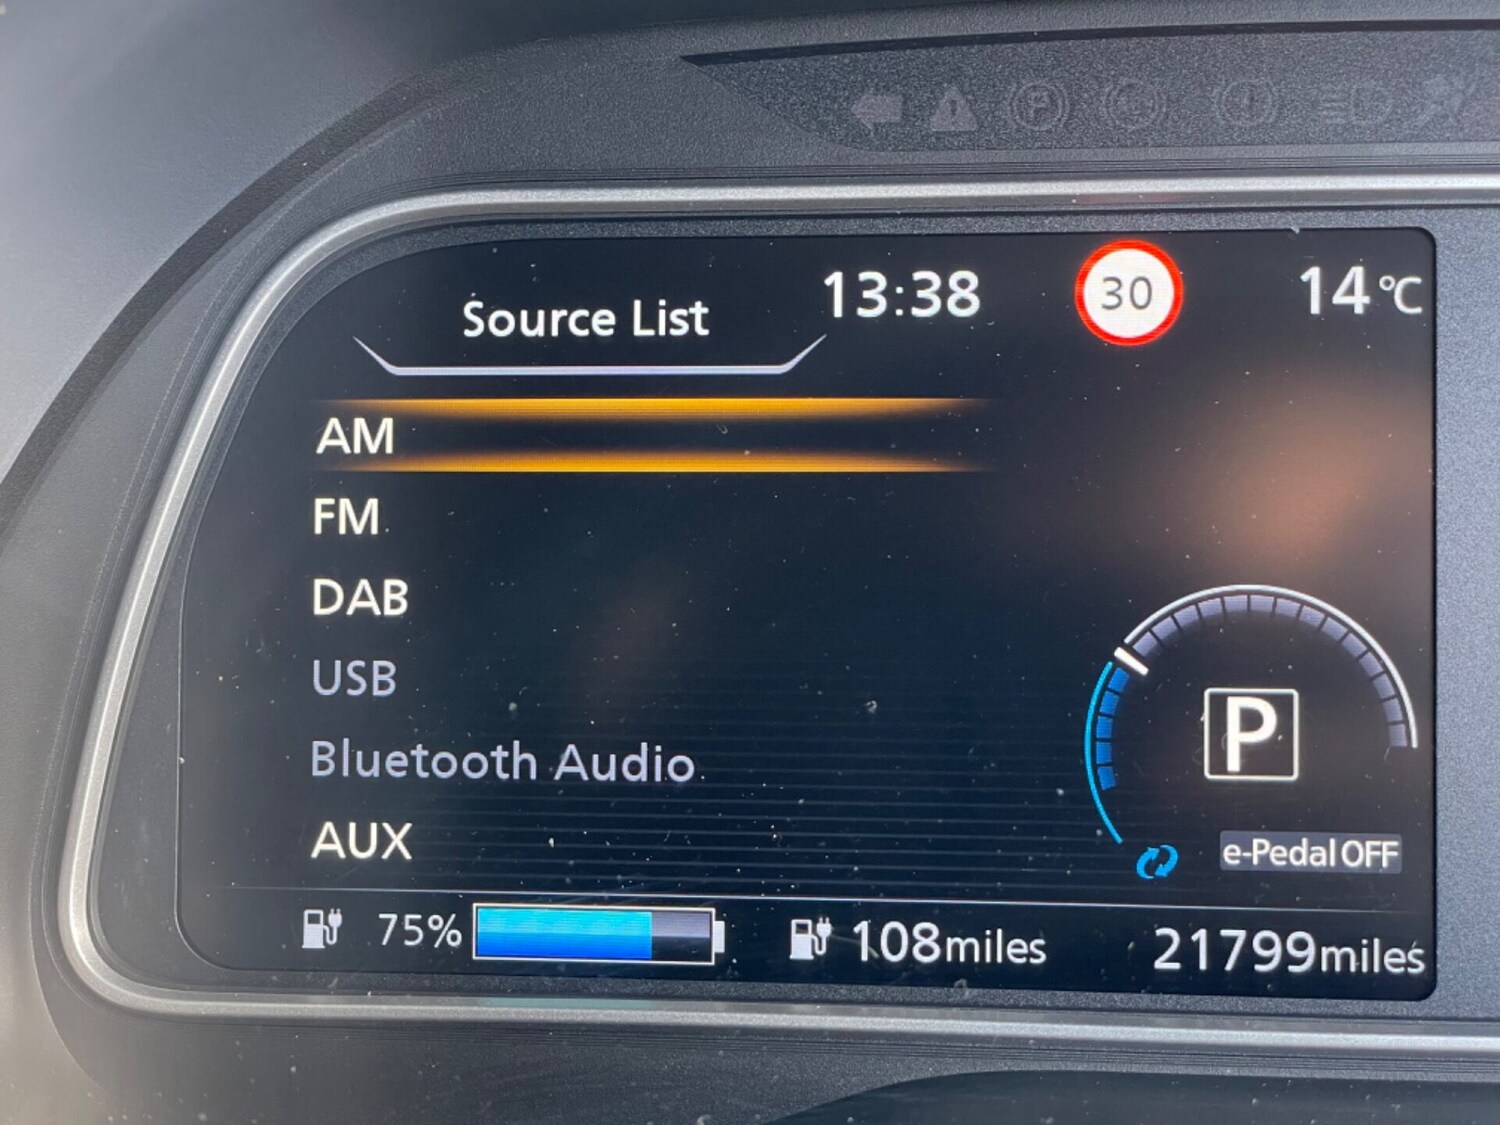 Source List
13:38
30
14°C
AM
FM
DAB
USB
Bluetooth Audio
AUX
P
e-Pedal OFF
75%
108miles
21799miles